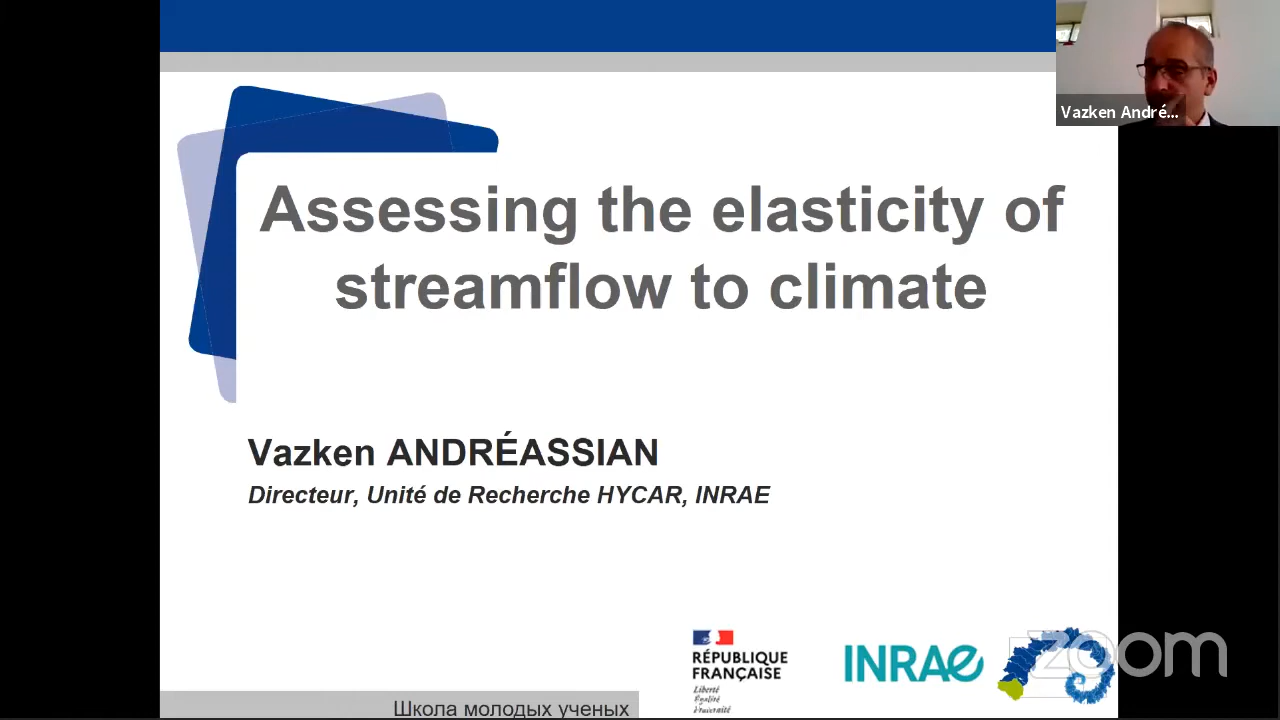 Vazken André...
Assessing the elasticity of
streamflow to climate
Vazken ANDRÉASSIAN
Directeur, Unité de Recherche HYCAR, INRAE
RÉPUBLIQUE
FRANÇAISE
Liberté
Égalité
Fraternité
INRAE
zoom
Школа молодых ученых